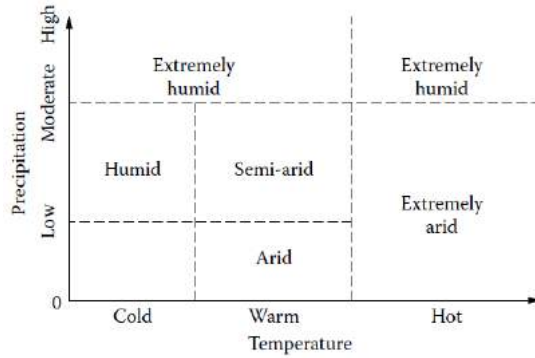 High
Moderate
Low
0
Precipitation
Extremely
humid
Extremely
humid
Humid
Semi-arid
Extremely
arid
Arid
Cold
Warm
Hot
Temperature